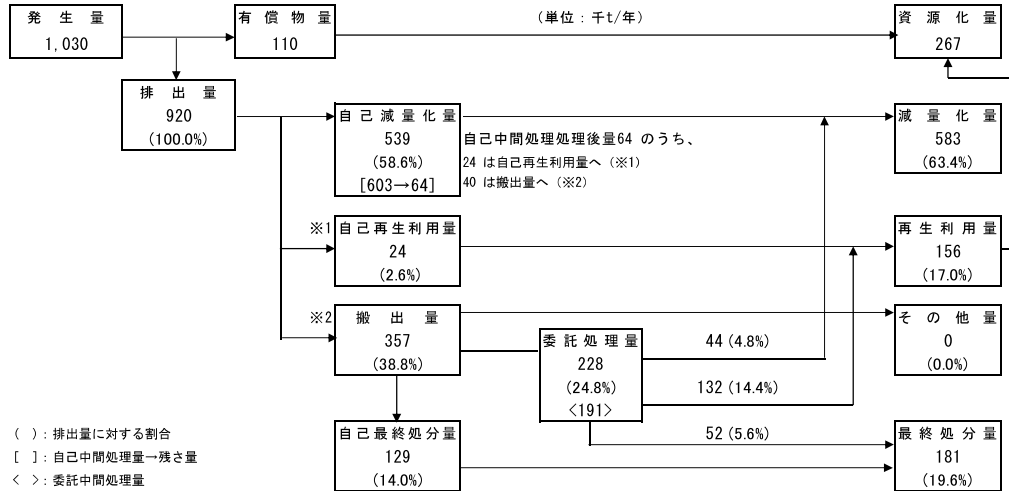 発生量
1,030
有償物量
110
(単位：千t/年)
資源化量
267
排出量
920
(100.0%)
自己減量化量
539
(58.6%)
[603→64]
自己中間処理処理後量64 のうち、
24 は自己再生利用量へ (※1)
40 は搬出量へ (※2)
減量化量
583
(63.4%)
※1
自己再生利用量
24
(2.6%)
再生利用量
156
(17.0%)
※2
搬出量
357
(38.8%)
その他量
0
(0.0%)
委託処理量
228
(24.8%)
<191>
44 (4.8%)
132 (14.4%)
52 (5.6%)
自己最終処分量
129
(14.0%)
最終処分量
181
(19.6%)
( )：排出量に対する割合
[ ]：自己中間処理量→残さ量
< >：委託中間処理量